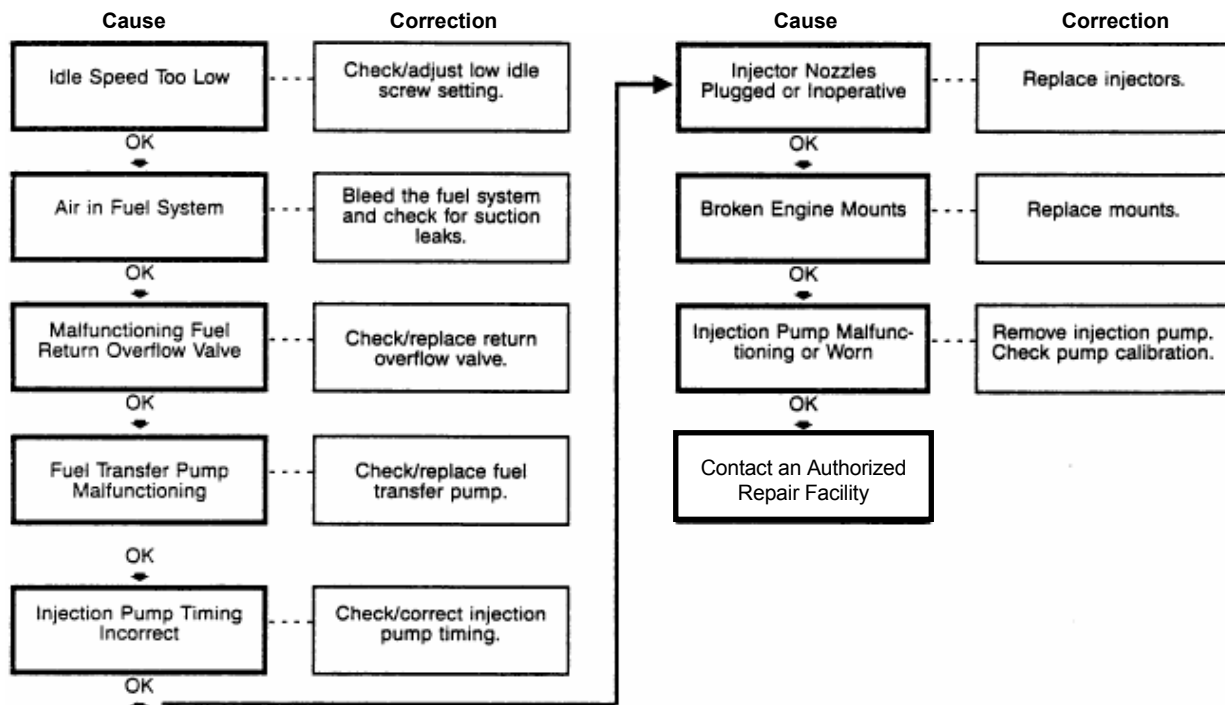 Cause
Correction
Idle Speed Too Low
Check/adjust low idle
screw setting.
OK
Air in Fuel System
Bleed the fuel system
and check for suction
leaks.
OK
Malfunctioning Fuel
Return Overflow Valve
Check/replace return
overflow valve.
OK
Fuel Transfer Pump
Malfunctioning
Check/replace fuel
transfer pump.
OK
Injection Pump Timing
Incorrect
Check/correct injection
pump timing.
OK
Cause
Correction
Injector Nozzles
Plugged or Inoperative
Replace injectors.
OK
Broken Engine Mounts
Replace mounts.
OK
Injection Pump Malfunc-
tioning or Worn
Remove injection pump.
Check pump calibration.
OK
Contact an Authorized
Repair Facility